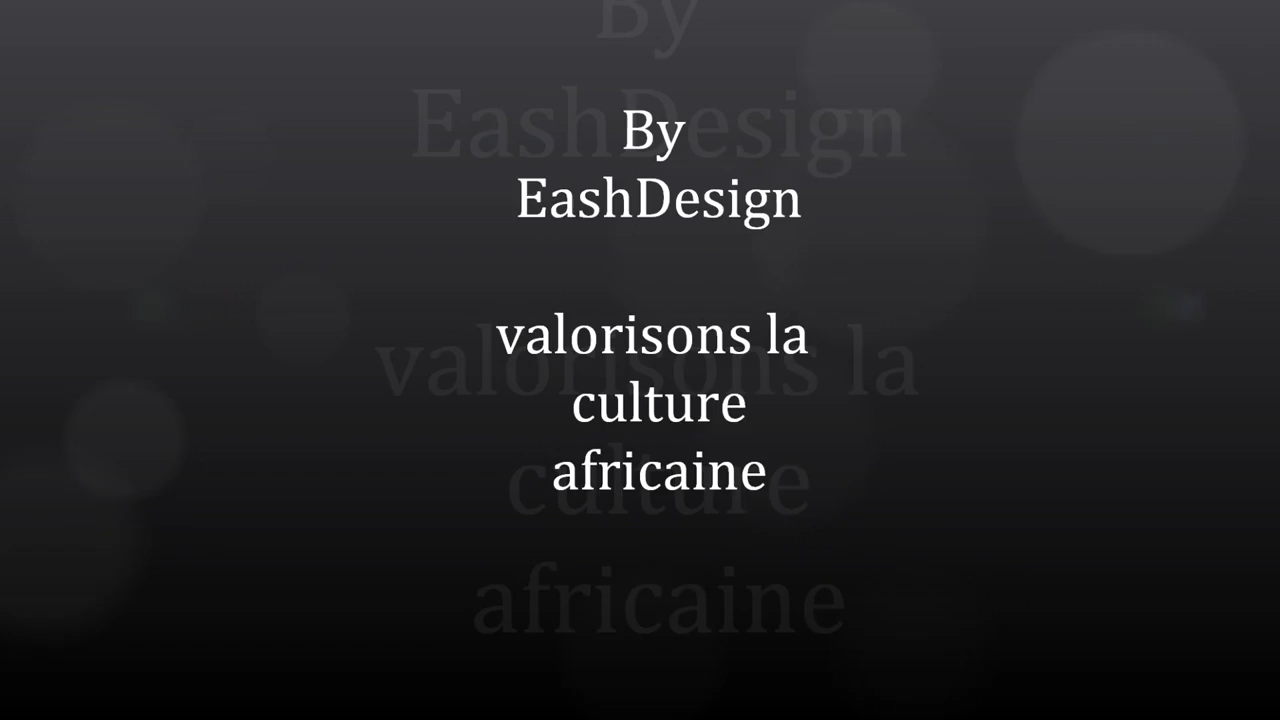 By
EashDesign
valorisons la
culture
africaine